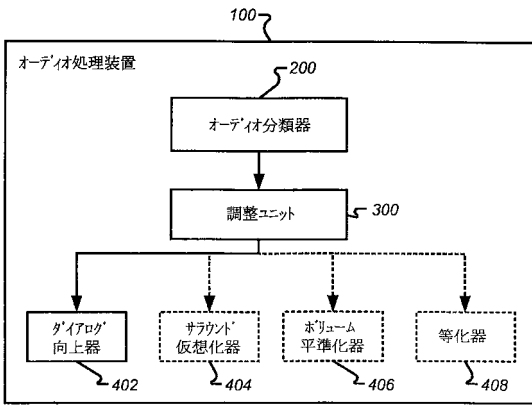 100
オーディオ処理装置
200
オーディオ分類器
調整ユニット
300
ダイアログ
向上器
サラウンド
仮想化器
ボリューム
平準化器
等化器
402
404
406
408